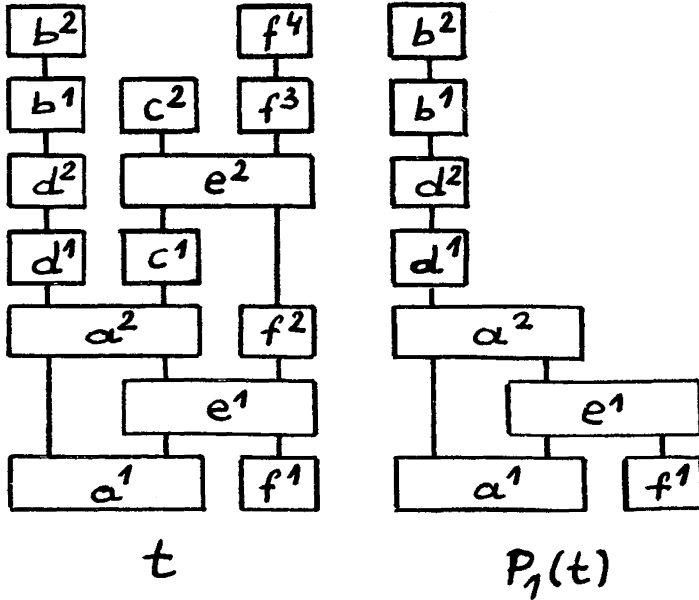 b² f⁴ b²
b¹ c² f³ b¹
d² e² d²
d¹ c¹ d¹
a² f² a²
e¹ e¹
a¹ f¹ a¹ f¹
t P₁(t)